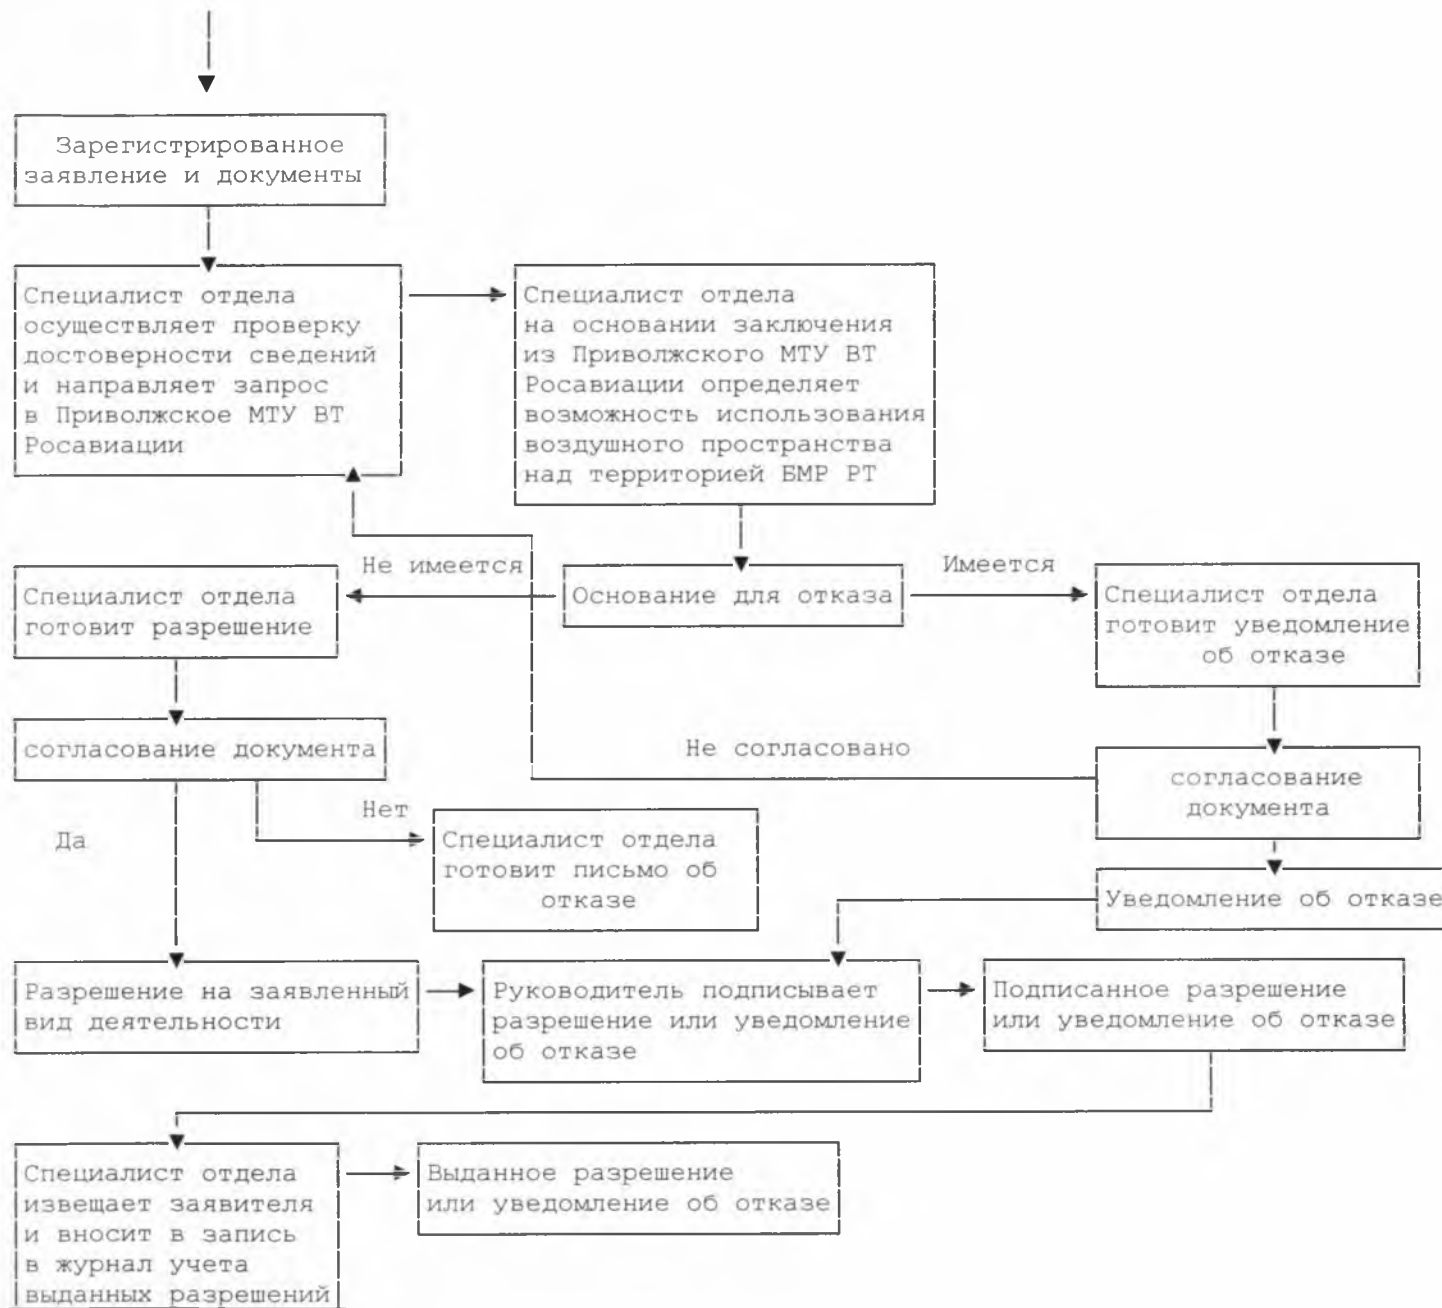 Зарегистрированное
заявление и документы
Специалист отдела
осуществляет проверку
достоверности сведений
и направляет запрос
в Приволжское МТУ ВТ
Росавиации
Специалист отдела
на основании заключения
из Приволжского МТУ ВТ
Росавиации определяет
возможность использования
воздушного пространства
над территорией БМР РТ
Не имеется
Имеется
Специалист отдела
готовит разрешение
Основание для отказа
Специалист отдела
готовит уведомление
об отказе
согласование документа
Не согласовано
согласование
документа
Да
Нет
Специалист отдела
готовит письмо об
отказе
Уведомление об отказе
Разрешение на заявленный
вид деятельности
Руководитель подписывает
разрешение или уведомление
об отказе
Подписанное разрешение
или уведомление об отказе
Специалист отдела
извещает заявителя
и вносит в запись
в журнал учета
выданных разрешений
Выданное разрешение
или уведомление об отказе